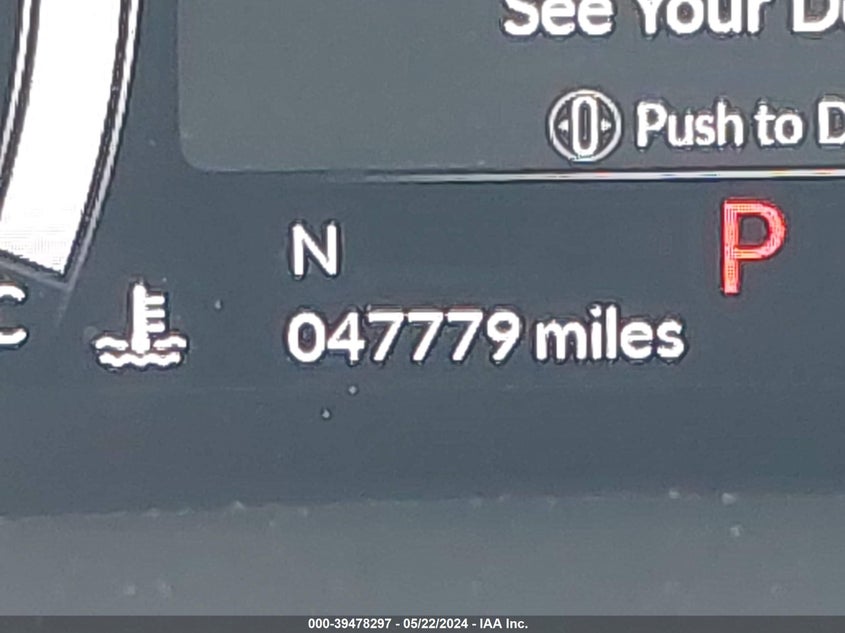 See Your
Push to
N
P
C
047779 miles
000-39478297 - 05/22/2024 - IAA Inc.